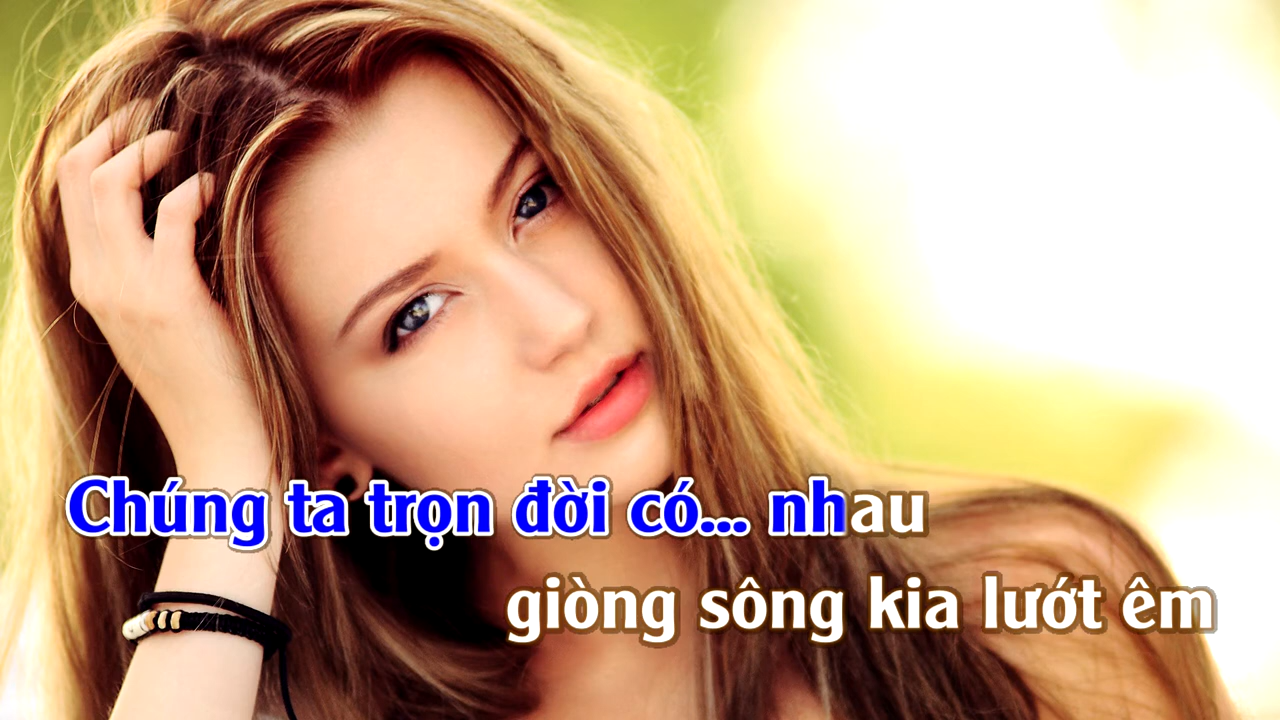 Chúng ta trọn đời có... nhau
giòng sông kia lướt êm